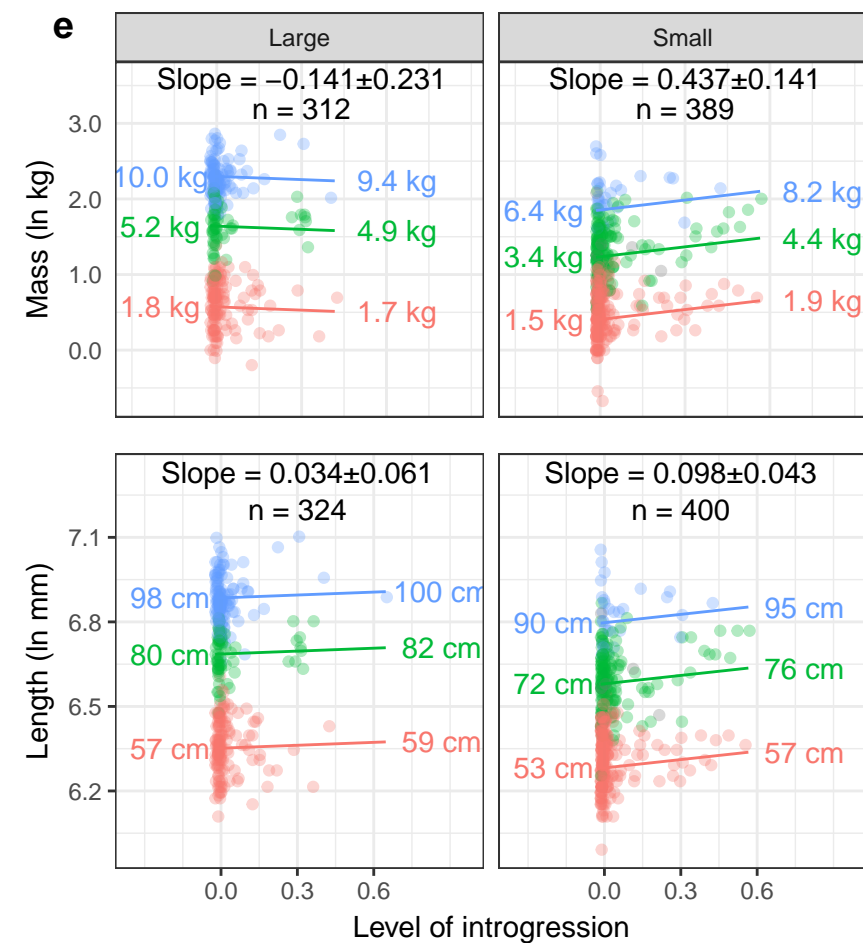 e
Large
Small
Slope = −0.141±0.231
n = 312
Slope = 0.437±0.141
n = 389
Mass (ln kg)
3.0
2.0
1.0
0.0
10.0 kg
9.4 kg
5.2 kg
4.9 kg
1.8 kg
1.7 kg
6.4 kg
8.2 kg
3.4 kg
4.4 kg
1.5 kg
1.9 kg
Slope = 0.034±0.061
n = 324
Slope = 0.098±0.043
n = 400
Length (ln mm)
7.1
6.8
6.5
6.2
98 cm
100 cm
80 cm
82 cm
57 cm
59 cm
90 cm
95 cm
72 cm
76 cm
53 cm
57 cm
0.0 0.3 0.6
0.0 0.3 0.6
Level of introgression